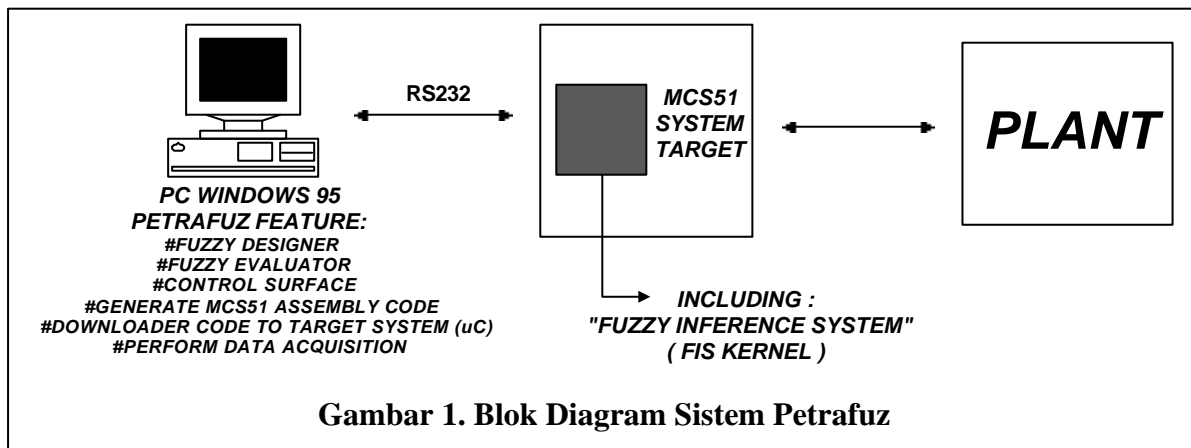 RS232
MCS51
SYSTEM
TARGET
PLANT
PC WINDOWS 95
PETRAFUZ FEATURE:
#FUZZY DESIGNER
#FUZZY EVALUATOR
#CONTROL SURFACE
#GENERATE MCS51 ASSEMBLY CODE
#DOWNLOADER CODE TO TARGET SYSTEM (uC)
#PERFORM DATA ACQUISITION
INCLUDING :
"FUZZY INFERENCE SYSTEM"
( FIS KERNEL )
Gambar 1. Blok Diagram Sistem Petrafuz